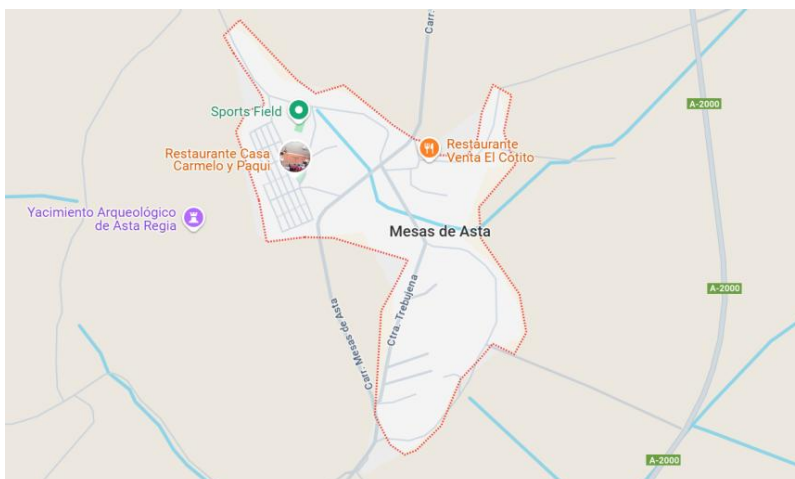 Carr.
A-2000
Sports Field
Restaurante
Venta El Cotito
Restaurante Casa
Carmelo y Paqui
Yacimiento Arqueológico
de Asta Regia
Mesas de Asta
Ctra. Trebujena
Carr. Mesas de Asta
A-2000
A-2000